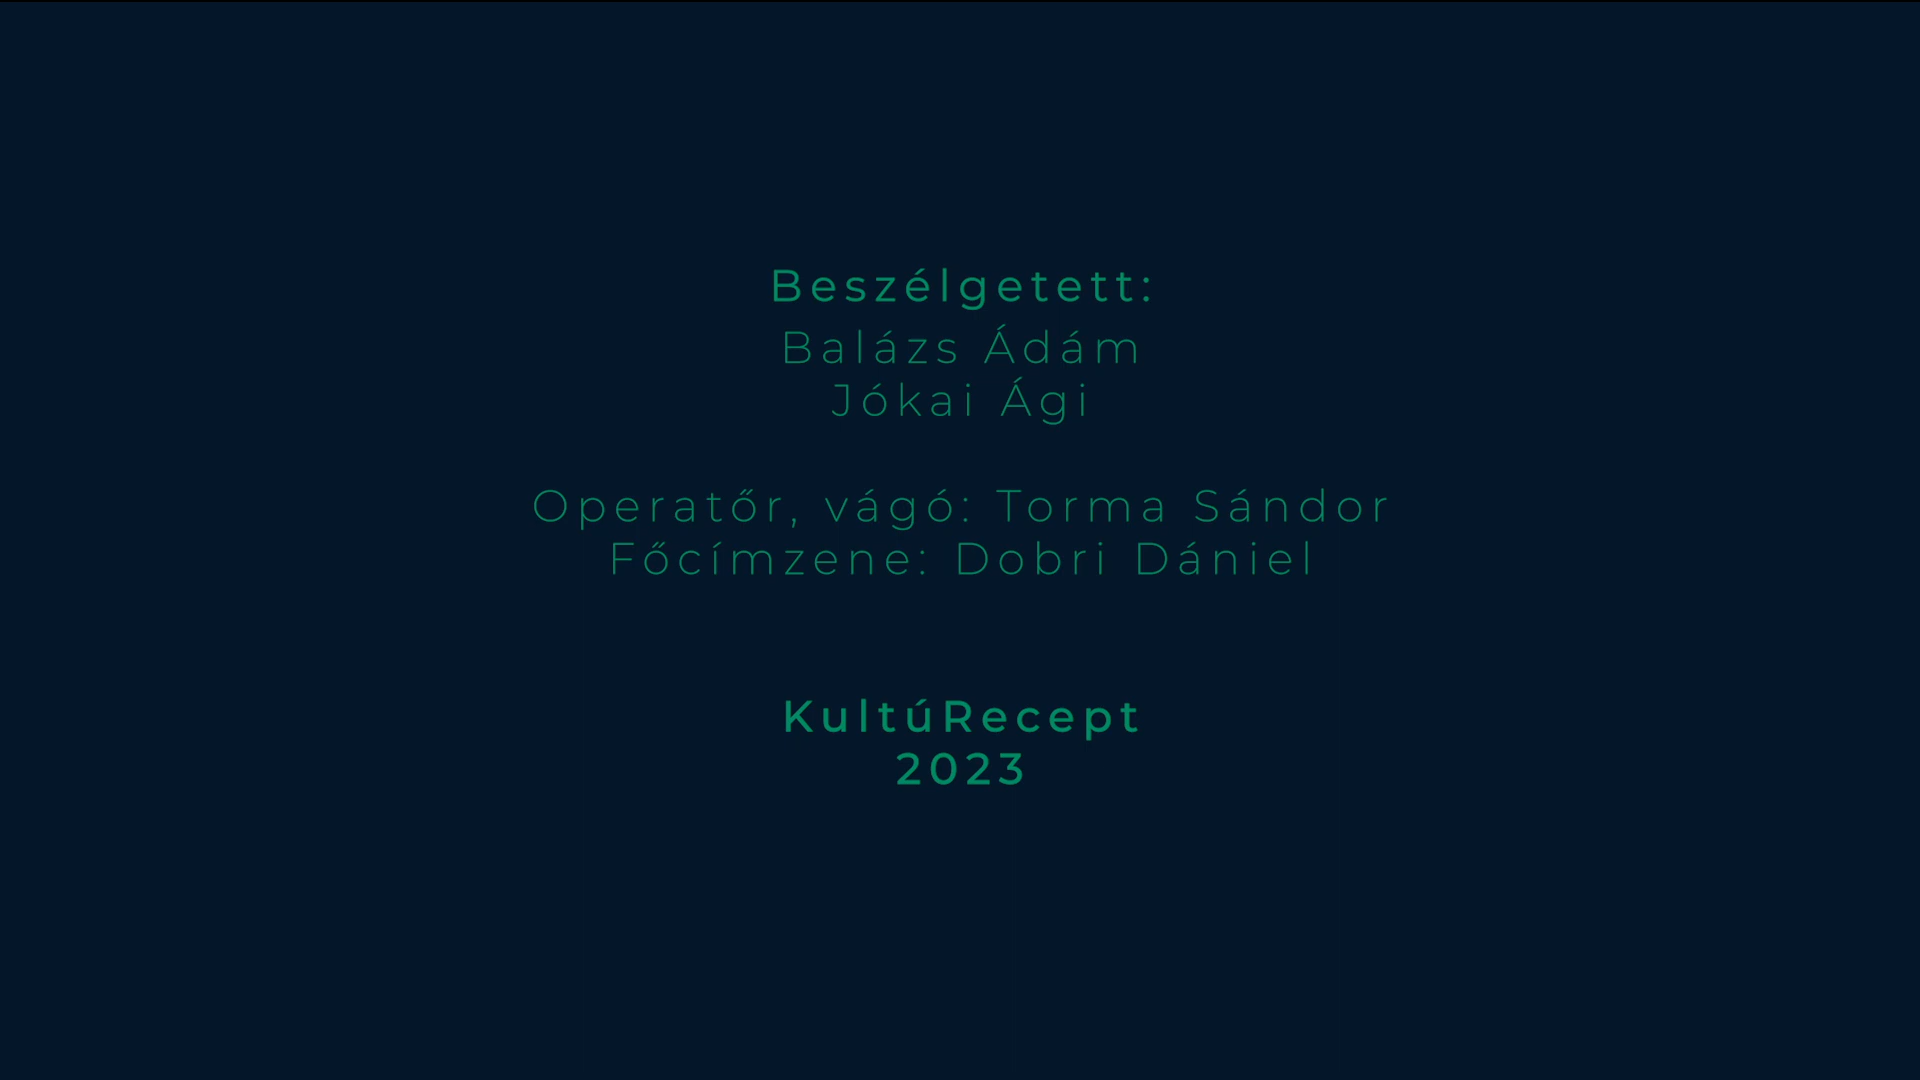 Beszélgetett:
Balázs Ádám
Jókai Ági
Operatőr, vágó: Torma Sándor
Főcímzene: Dobri Dániel
KultúRecept
2023